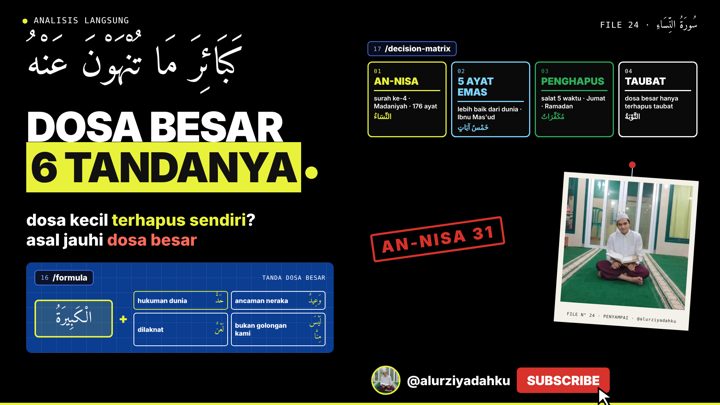 ANALISIS LANGSUNG
كَبَائِرَ مَا تُنْهَوْنَ عَنْهُ
DOSA BESAR
6 TANDANYA.
dosa kecil terhapus sendiri?
asal jauhi dosa besar
16 /formula
TANDA DOSA BESAR
الْكَبِيرَةُ
+
hukuman dunia حَدٌّ
ancaman neraka وَعِيدٌ
dilaknat لَعْنٌ
bukan golongan kami لَيْسَ مِنَّا
FILE 24 · سُورَةُ النِّسَاءِ
17 /decision-matrix
01
AN-NISA
surah ke-4 ·
Madaniyah · 176 ayat
النِّسَاءُ
02
5 AYAT
EMAS
lebih baik dari dunia ·
Ibnu Mas'ud
خَمْسُ آيَاتٍ
03
PENGHAPUS
salat 5 waktu · Jumat
· Ramadan
مُكَفِّرَاتٌ
04
TAUBAT
dosa besar hanya
terhapus taubat
التَّوْبَةُ
AN-NISA 31
FILE N° 24 · PENYAMPAI · @alurziyadahku
@alurziyadahku
SUBSCRIBE